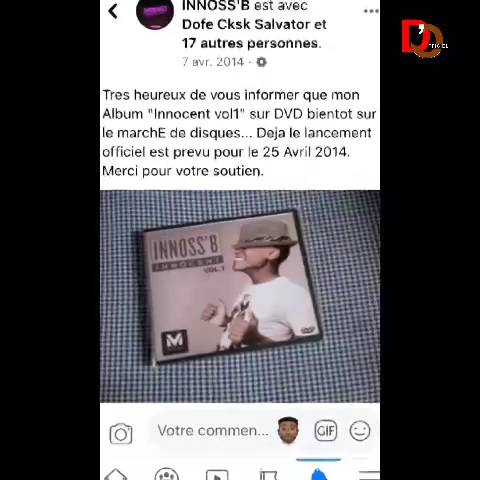 INNOSS'B est avec
Dofe Cksk Salvator et
17 autres personnes.
7 avr. 2014
Tres heureux de vous informer que mon
Album "Innocent vol1" sur DVD bientot sur
le marchE de disques... Deja le lancement
officiel est prevu pour le 25 Avril 2014.
Merci pour votre soutien.
INNOSS'B
INNOCENT
VOL.1
M
DVD
Votre commen...
GIF